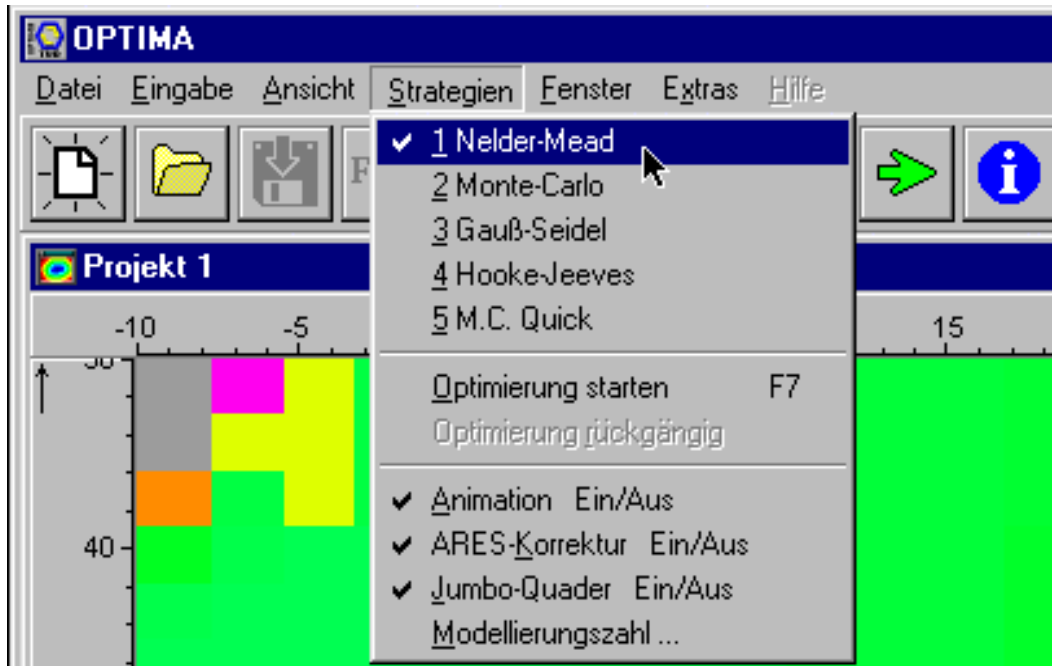 OPTIMA
Datei Eingabe Ansicht Strategien Fenster Extras Hilfe
F
✓ 1 Nelder-Mead
2 Monte-Carlo
3 Gauß-Seidel
4 Hooke-Jeeves
5 M.C. Quick
Optimierung starten F7
Optimierung rückgängig
✓ Animation Ein/Aus
✓ ARES-Korrektur Ein/Aus
✓ Jumbo-Quader Ein/Aus
Modellierungszahl ...
Projekt 1
-10 -5 15
40